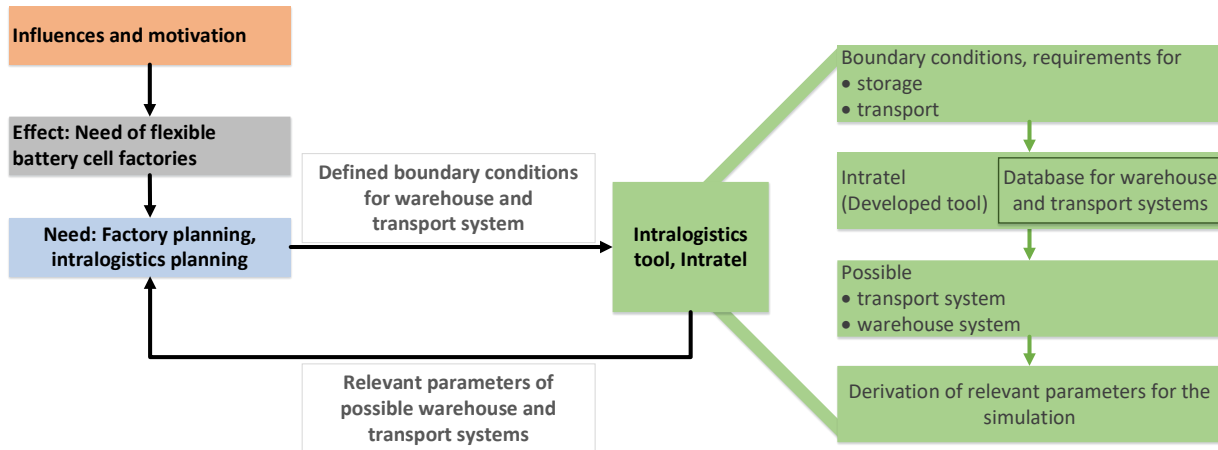 Influences and motivation
Effect: Need of flexible
battery cell factories
Need: Factory planning,
intralogistics planning
Defined boundary conditions
for warehouse and
transport system
Relevant parameters of
possible warehouse and
transport systems
Intralogistics
tool, Intratel
Boundary conditions, requirements for
• storage
• transport
Intratel
(Developed tool)
Database for warehouse
and transport systems
Possible
• transport system
• warehouse system
Derivation of relevant parameters for the
simulation